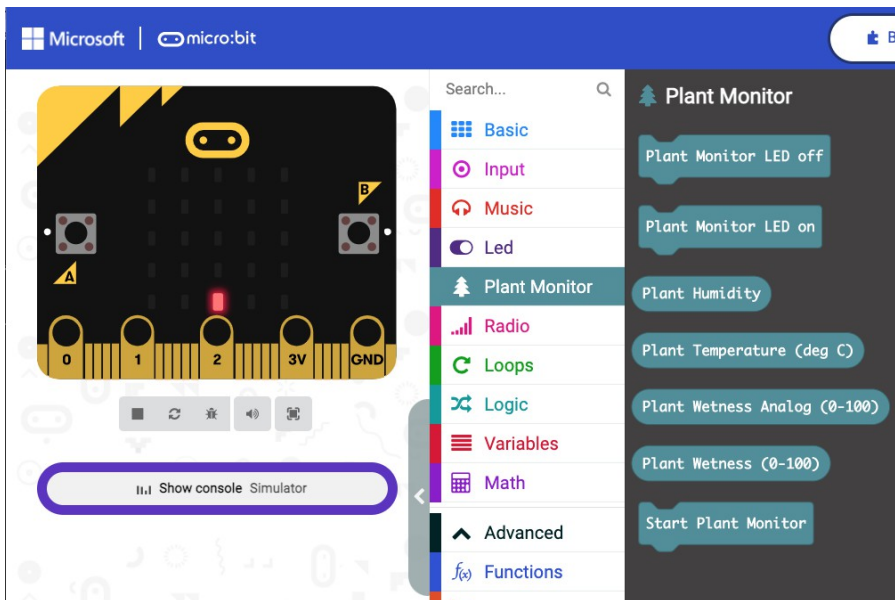 Microsoft micro:bit
B
Search...
Basic
Input
Music
Led
Plant Monitor
Radio
Loops
Logic
Variables
Math
Advanced
f(x) Functions
Plant Monitor
Plant Monitor LED off
Plant Monitor LED on
Plant Humidity
Plant Temperature (deg C)
Plant Wetness Analog (0-100)
Plant Wetness (0-100)
Start Plant Monitor
B
A
0 1 2 3V GND
Show console Simulator